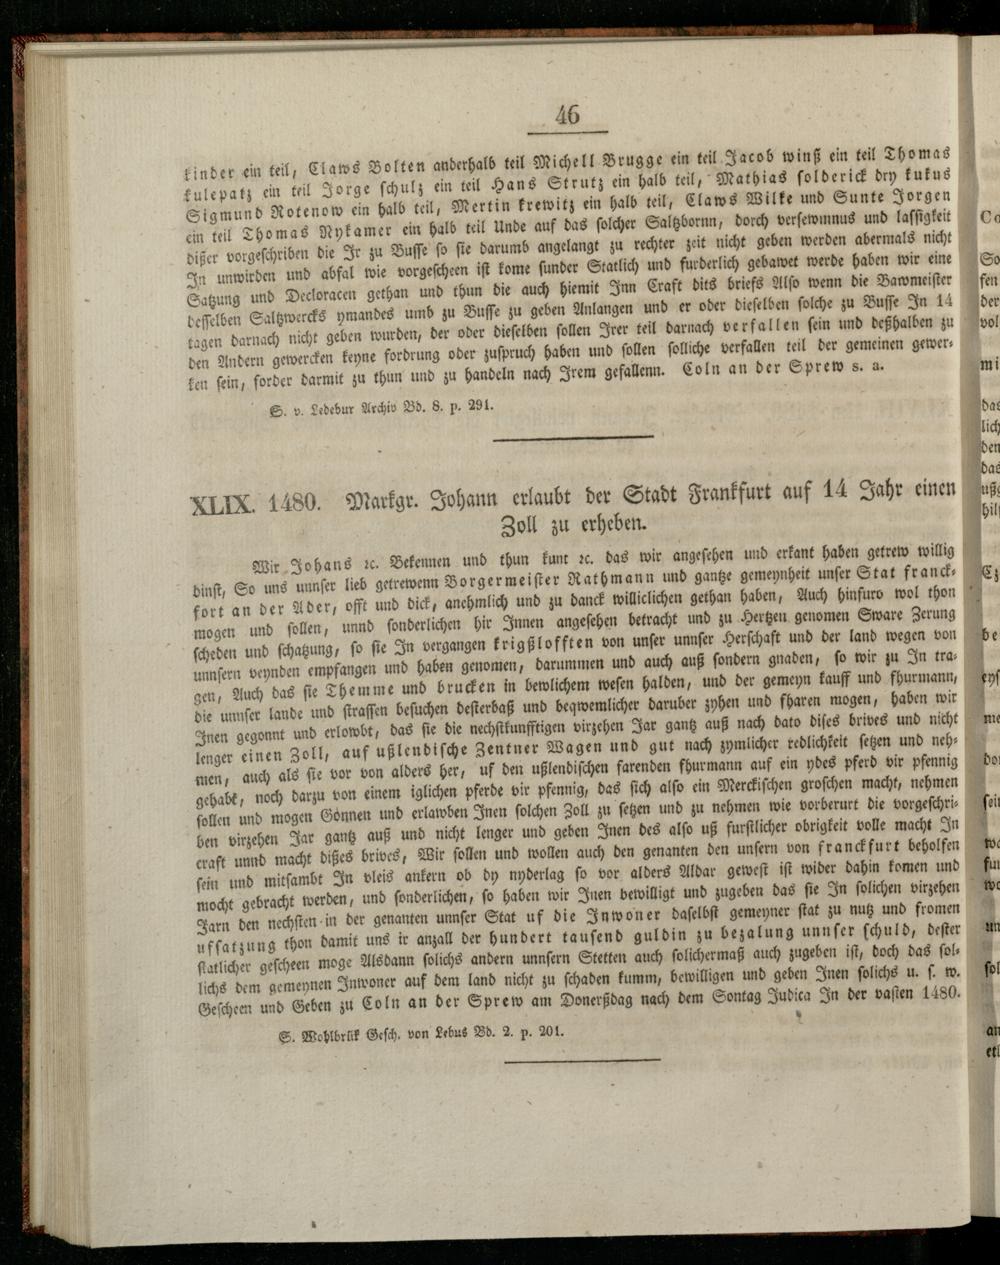 46
kinder ein teil, Claws Bolten anderhalb teil Michell Brugge ein teil Jacob winß ein teil Thomas
kulepatz ein teil Jorge schulz ein teil Hans Strutz ein halb teil, Mathias solderick dry kukus
Sigmund Rotenow ein halb teil, Mertin krewitz ein halb teil, Claws Wilke und Sunte Jorgen
ein teil Thomas Nykamer ein halb teil Unde auf das solcher Saltzbornn, dorch versewmnus und lassigkeit
dißer vorgeschriben die Jr zu Busse so sie darumb angelangt zu rechter zeit nicht geben werden abermals nicht
Jn unwirden und abfal wie vorgescheen ist kome sunder Statlich und furderlich gebawet werde haben wir eine
Satzung und Decloracen gethan und thun die auch hiemit Jnn Craft dits briefs Also wenn die Bawmeister
desselben Saltzwercks ymandes umb zu Busse zu geben Anlangen und er oder dieselben solche zu Busse Jn 14
tagen darnach nicht geben wurden, der oder dieselben sollen Jrer teil darnach verfallen sein und deßhalben zu
den Andern gewercken keyne fordrung oder zuspruch haben und sollen solliche verfallen teil der gemeinen gewer-
ken sein, forder darmit zu thun und zu handeln nach Jrem gefallenn. Coln an der Sprew s. a.
S. v. Ledebur Archiv Bd. 8. p. 291.
XLIX. 1480. Markgr. Johann erlaubt der Stadt Frankfurt auf 14 Jahr einen
Zoll zu erheben.
Wir Johans ꝛc. Bekennen und thun kunt ꝛc. das wir angesehen und erkant haben getrew willig
dinst, So uns unnser lieb getrewenn Borgermeister Rathmann und gantze gemeynheit unser Stat franck-
fort an der Ader, offt und dick, anehmlich und zu danck williclichen gethan haben, Auch hinfuro wol thon
mogen und sollen, unnd sonderlichen hir Jnnen angesehen betracht und zu Hertzen genomen Sware Zerung
scheden und schatzung, so sie Jn vergangen krigßlofften von unser unnser Herschaft und der land wegen von
unnsern veynden empfangen und haben genomen, darummen und auch auß sondern gnaden, so wir zu Jn tra-
gen, Auch das sie Themme und brucken in bewlichem wesen halden, und der gemeyn kauff und fhurmann,
die unnser lande und strassen besuchen desterbaß und beqwemlicher daruber zyhen und fharen mogen, haben wir
Jnen gegonnt und erlowbt, das sie die nechstkunfftigen virzehen Jar gantz auß nach dato dises brives und nicht
lenger einen Zoll, auf ußlendische Zentner Wagen und gut nach zymlicher redlichkeit setzen und neh-
men, auch als sie vor von alders her, uf den ußlendischen farenden fhurmann auf ein ydes pferd vir pfennig
gehabt, noch darzu von einem iglichen pferde vir pfennig, das sich also ein Merckischen groschen macht, nehmen
sollen und mogen Gönnen und erlawben Jnen solchen Zoll zu setzen und zu nehmen wie vorberurt die vorgeschri-
ben virzehen Jar gantz auß und nicht lenger und geben Jnen des also uß furstlicher obrigkeit volle macht Jn
craft unnd macht dißes brives, Wir sollen und wollen auch den genanten den unsern von franckfurt beholfen
sein und mitsambt Jn vleis ankern ob dy nyderlag so vor alders Aldar gewest ist wider dahin komen und
mocht gebracht werden, und sonderlichen, so haben wir Jnen bewilligt und zugeben das sie Jn solichen virzehen
Jarn den nechsten in der genanten unnser Stat uf die Jnwoner daselbst gemeyner stat zu nutz und fromen
uffsatzung thon damit uns ir anzall der hundert tausend guldin zu bezalung unnser schuld, dester
statlicher gescheen moge Alsdann solichs andern unnsern Stetten auch solichermaß auch zugeben ist, doch das sol-
lichs dem gemeynen Jnwoner auf dem land nicht zu schaden kumm, bewilligen und geben Jnen solichs u. s. w.
Gescheen und Geben zu Coln an der Sprew am Donerßdag nach dem Sontag Judica Jn der vasten 1480.
S. Wohlbrük Gesch. von Lebus Bd. 2. p. 201.